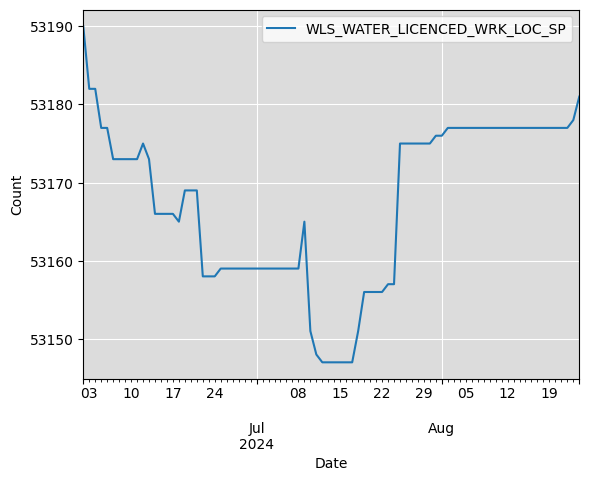 WLS_WATER_LICENCED_WRK_LOC_SP
53190
53180
53170
53160
53150
Count
03 10 17 24 08 15 22 29 05 12 19
Jul Aug
2024
Date